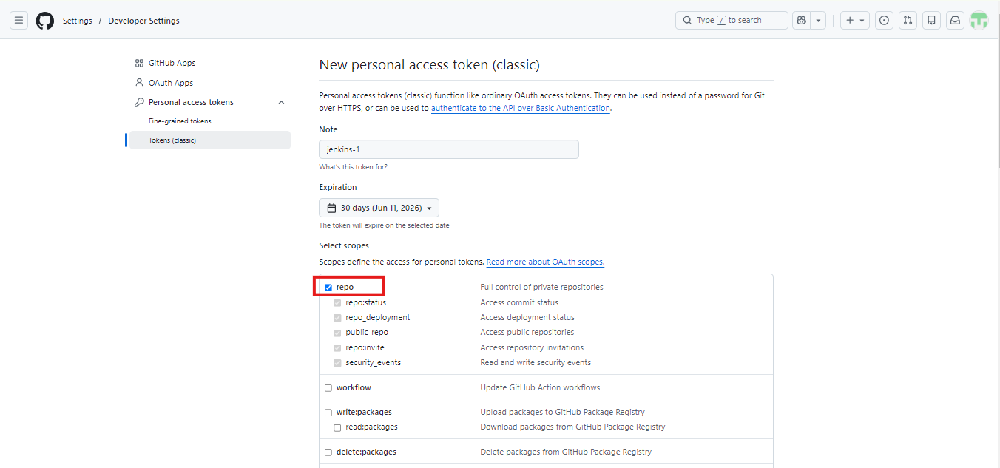 Settings / Developer Settings
Type / to search
GitHub Apps
OAuth Apps
Personal access tokens
Fine-grained tokens
Tokens (classic)
New personal access token (classic)
Personal access tokens (classic) function like ordinary OAuth access tokens. They can be used instead of a password for Git
over HTTPS, or can be used to authenticate to the API over Basic Authentication.
Note
jenkins-1
What's this token for?
Expiration
30 days (Jun 11, 2026)
The token will expire on the selected date
Select scopes
Scopes define the access for personal tokens. Read more about OAuth scopes.
repo Full control of private repositories
repo:status Access commit status
repo_deployment Access deployment status
public_repo Access public repositories
repo:invite Access repository invitations
security_events Read and write security events
workflow Update GitHub Action workflows
write:packages Upload packages to GitHub Package Registry
read:packages Download packages from GitHub Package Registry
delete:packages Delete packages from GitHub Package Registry